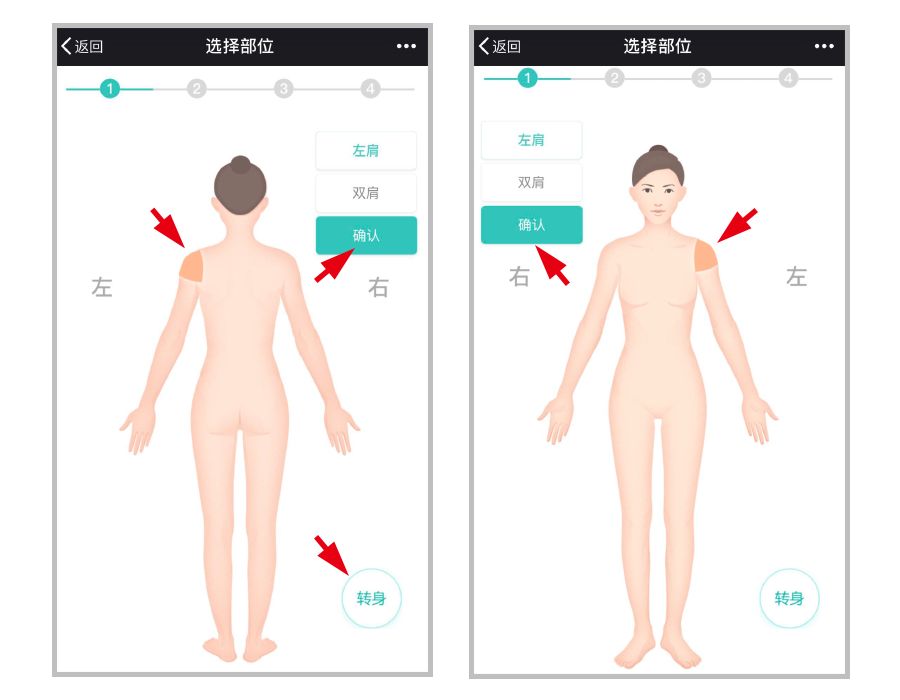 返回 选择部位
1 2 3 4
左肩
双肩
确认
左 右
转身
返回 选择部位
1 2 3 4
左肩
双肩
确认
右 左
转身